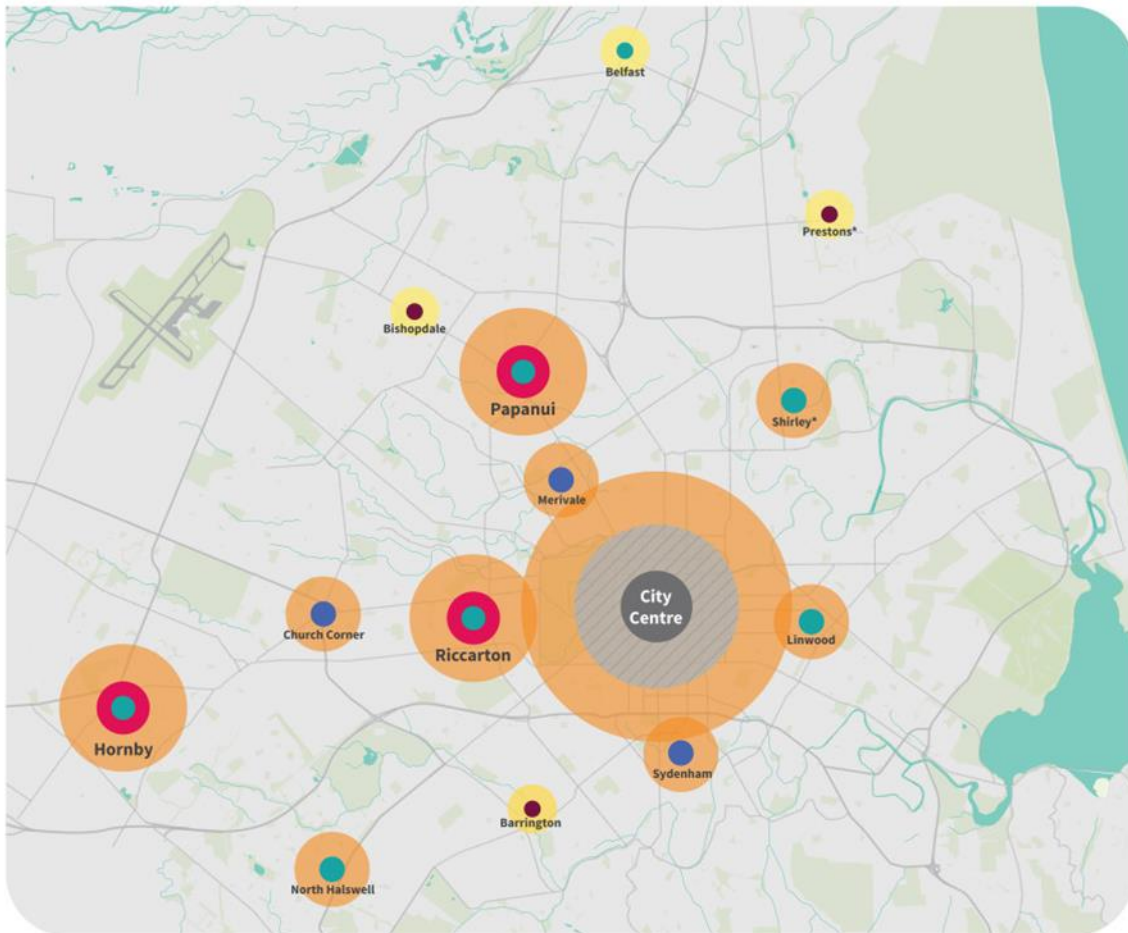 Belfast
Prestons*
Bishopdale
Papanui
Shirley*
Merivale
City
Centre
Church Corner
Riccarton
Linwood
Hornby
Sydenham
Barrington
North Halswell